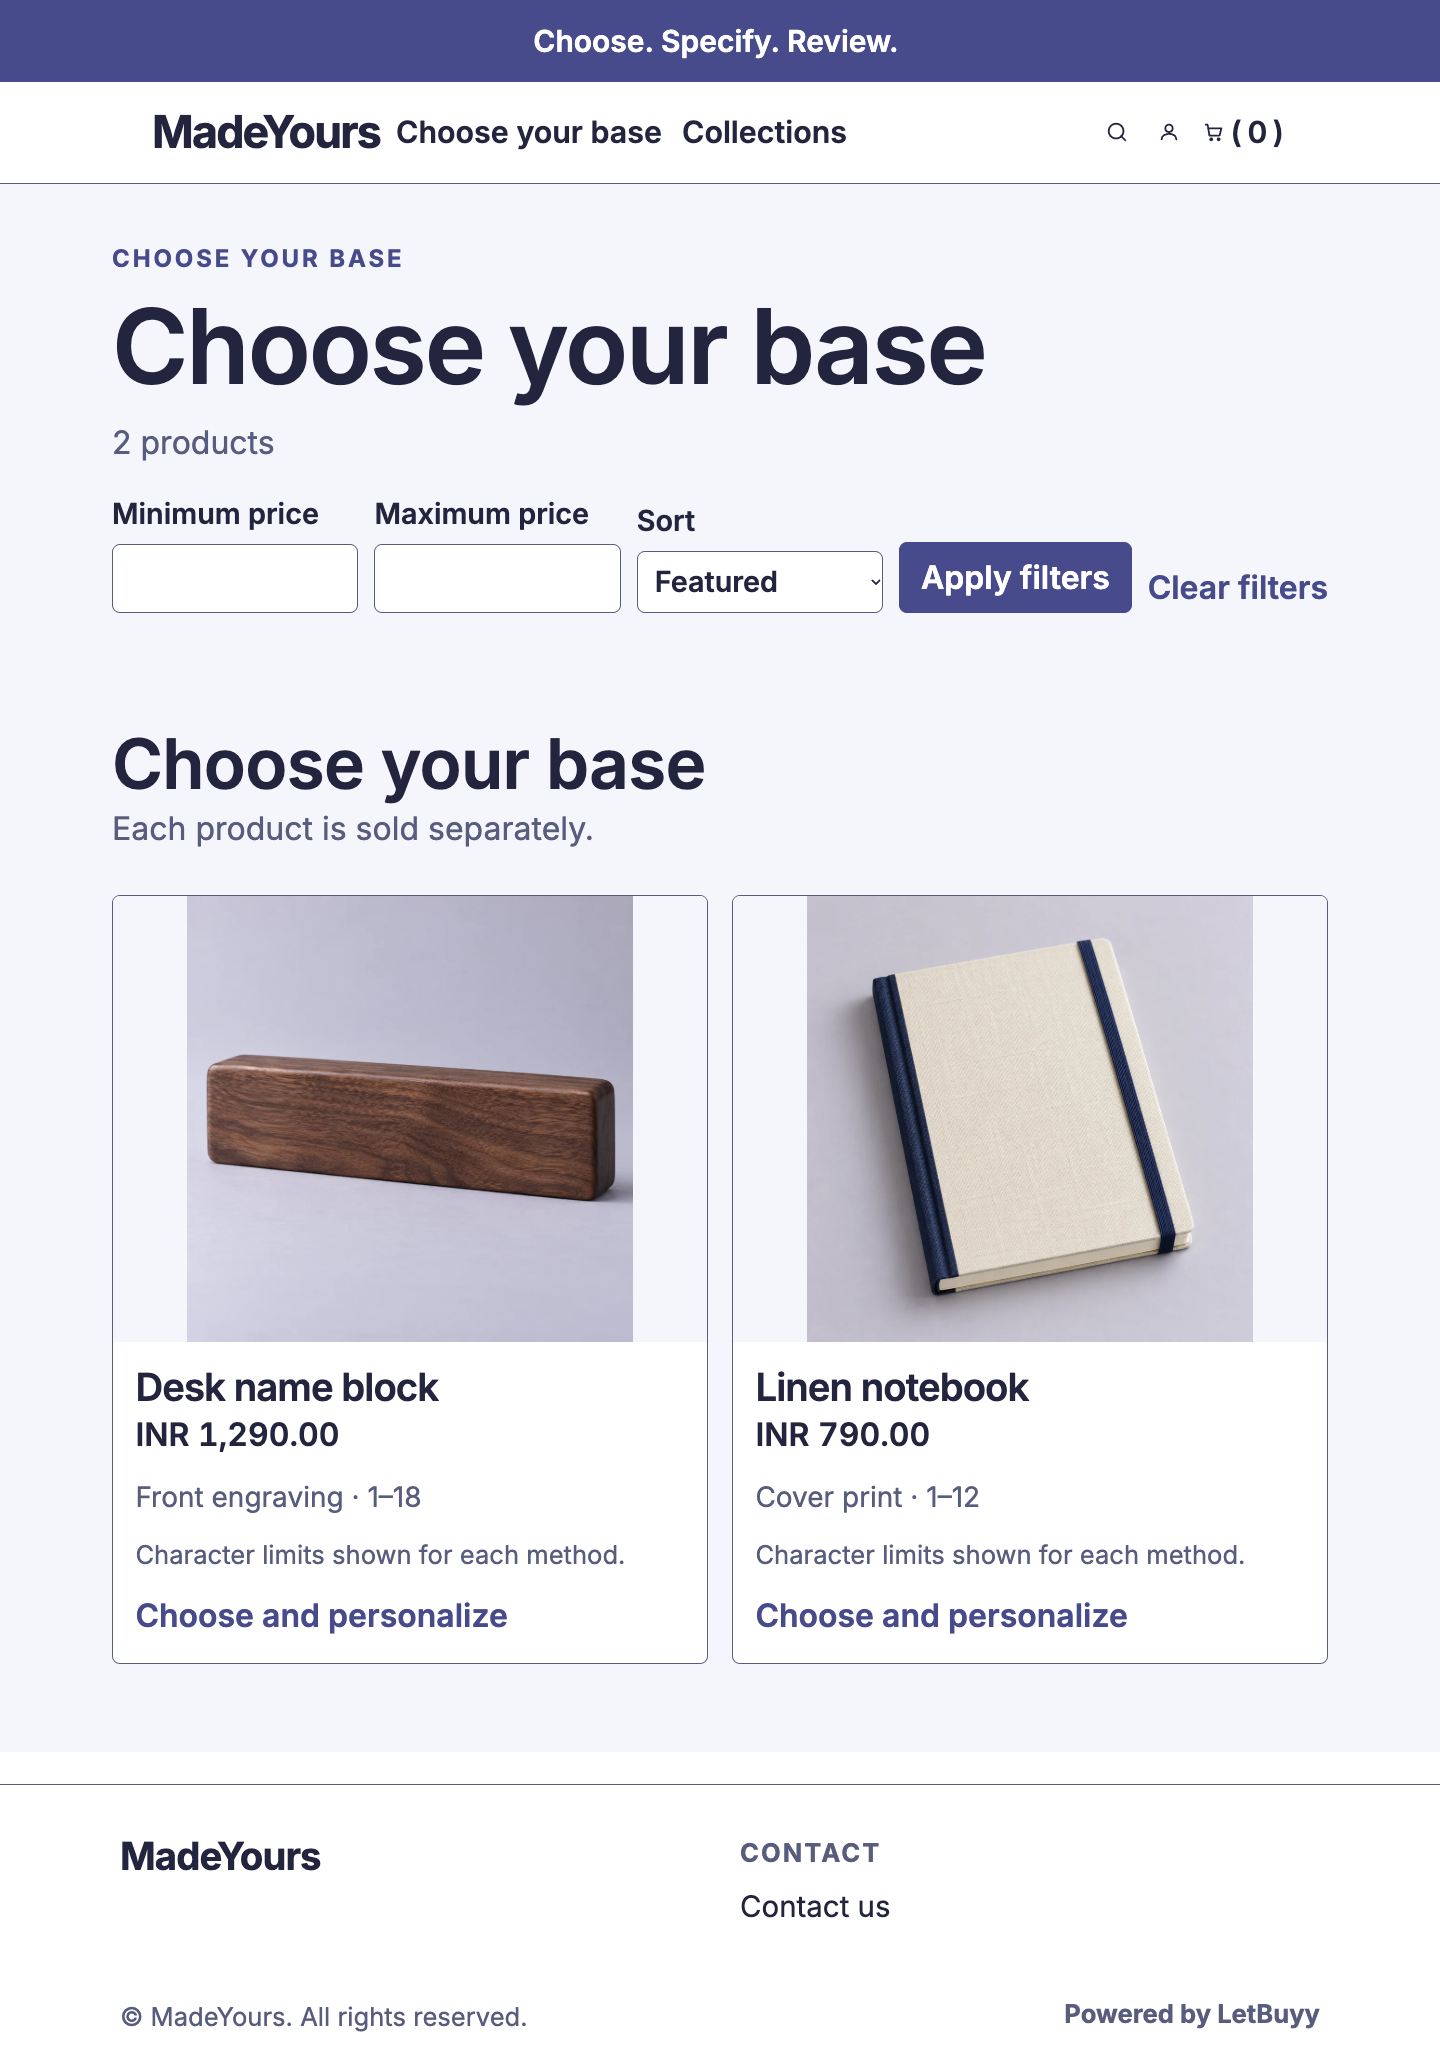 Choose. Specify. Review.
MadeYours Choose your base Collections ( 0 )
CHOOSE YOUR BASE
Choose your base
2 products
Minimum price Maximum price Sort
Featured Apply filters Clear filters
Choose your base
Each product is sold separately.
Desk name block
INR 1,290.00
Front engraving · 1–18
Character limits shown for each method.
Choose and personalize
Linen notebook
INR 790.00
Cover print · 1–12
Character limits shown for each method.
Choose and personalize
MadeYours
CONTACT
Contact us
© MadeYours. All rights reserved.
Powered by LetBuyy